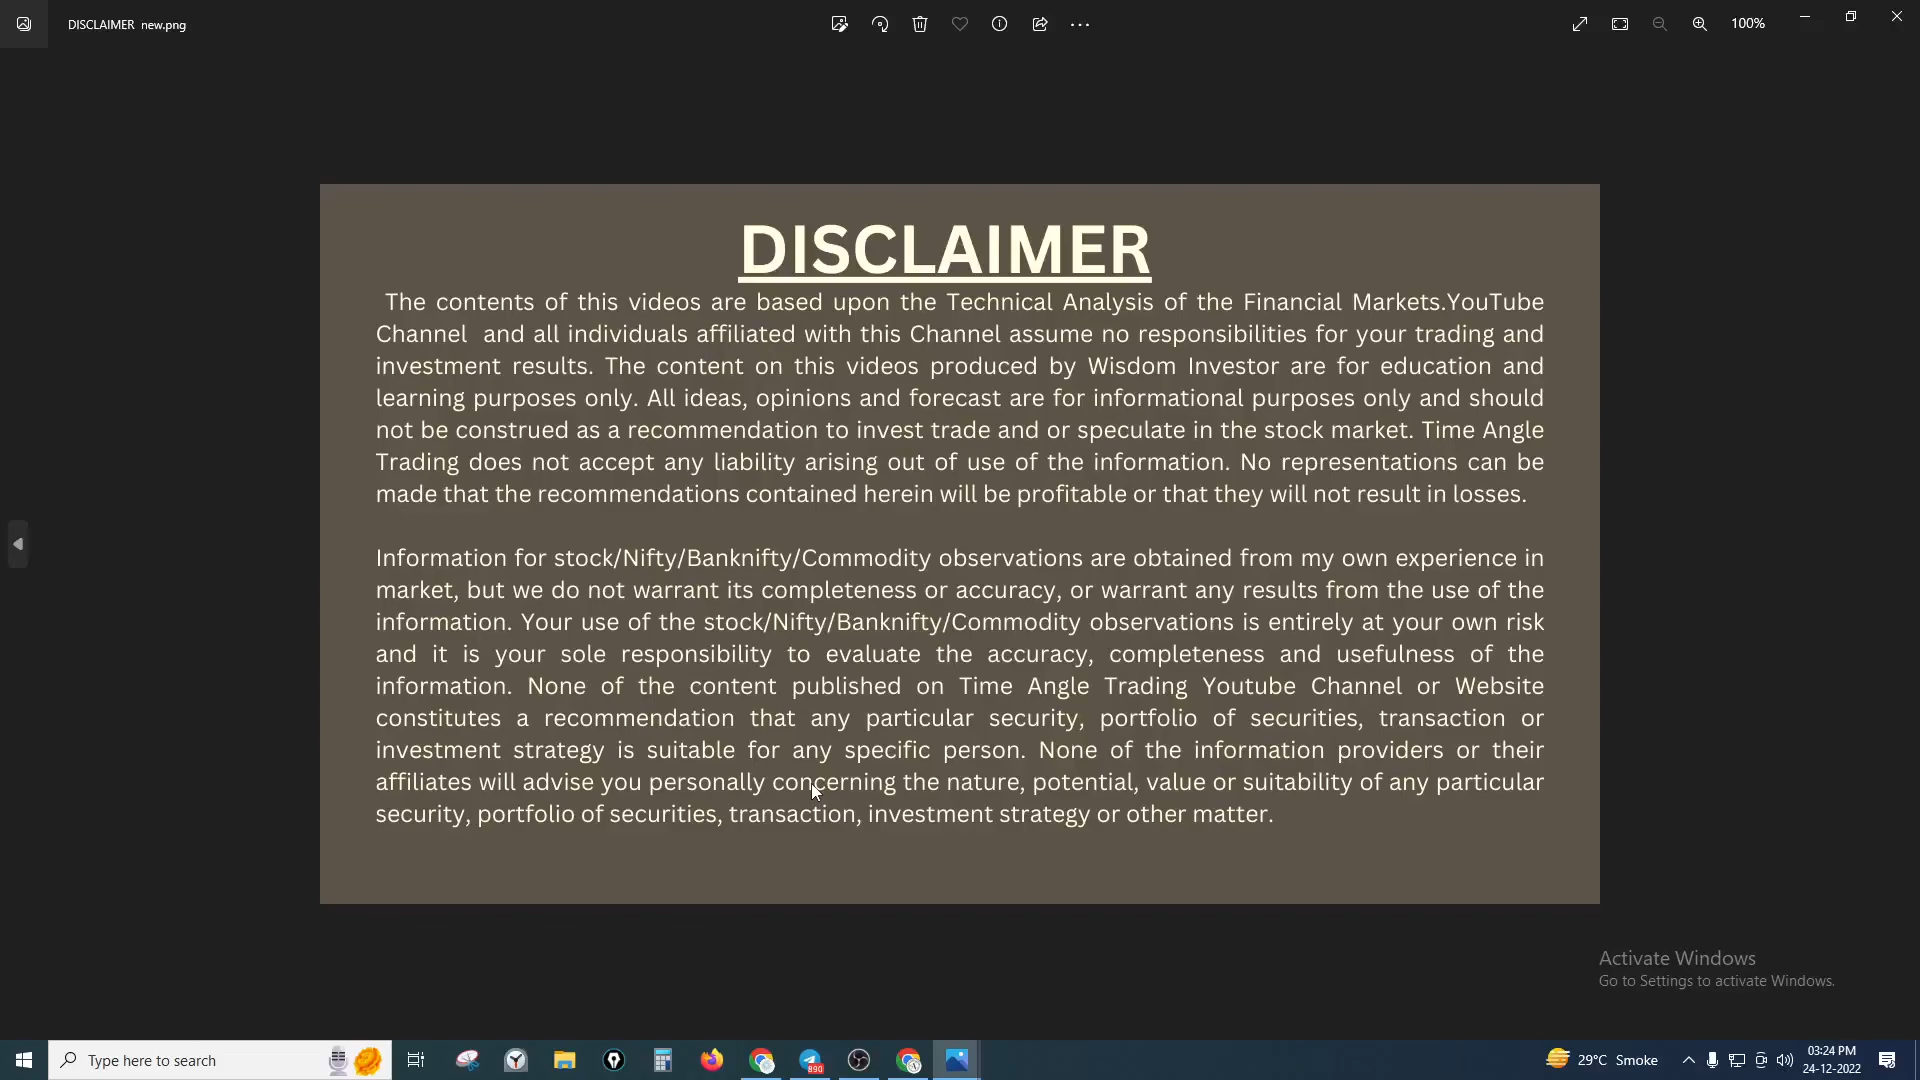 DISCLAIMER new.png
100%
DISCLAIMER
The contents of this videos are based upon the Technical Analysis of the Financial Markets.YouTube
Channel and all individuals affiliated with this Channel assume no responsibilities for your trading and
investment results. The content on this videos produced by Wisdom Investor are for education and
learning purposes only. All ideas, opinions and forecast are for informational purposes only and should
not be construed as a recommendation to invest trade and or speculate in the stock market. Time Angle
Trading does not accept any liability arising out of use of the information. No representations can be
made that the recommendations contained herein will be profitable or that they will not result in losses.
Information for stock/Nifty/Banknifty/Commodity observations are obtained from my own experience in
market, but we do not warrant its completeness or accuracy, or warrant any results from the use of the
information. Your use of the stock/Nifty/Banknifty/Commodity observations is entirely at your own risk
and it is your sole responsibility to evaluate the accuracy, completeness and usefulness of the
information. None of the content published on Time Angle Trading Youtube Channel or Website
constitutes a recommendation that any particular security, portfolio of securities, transaction or
investment strategy is suitable for any specific person. None of the information providers or their
affiliates will advise you personally concerning the nature, potential, value or suitability of any particular
security, portfolio of securities, transaction, investment strategy or other matter.
Activate Windows
Go to Settings to activate Windows.
Type here to search
890
29°C Smoke
03:24 PM
24-12-2022